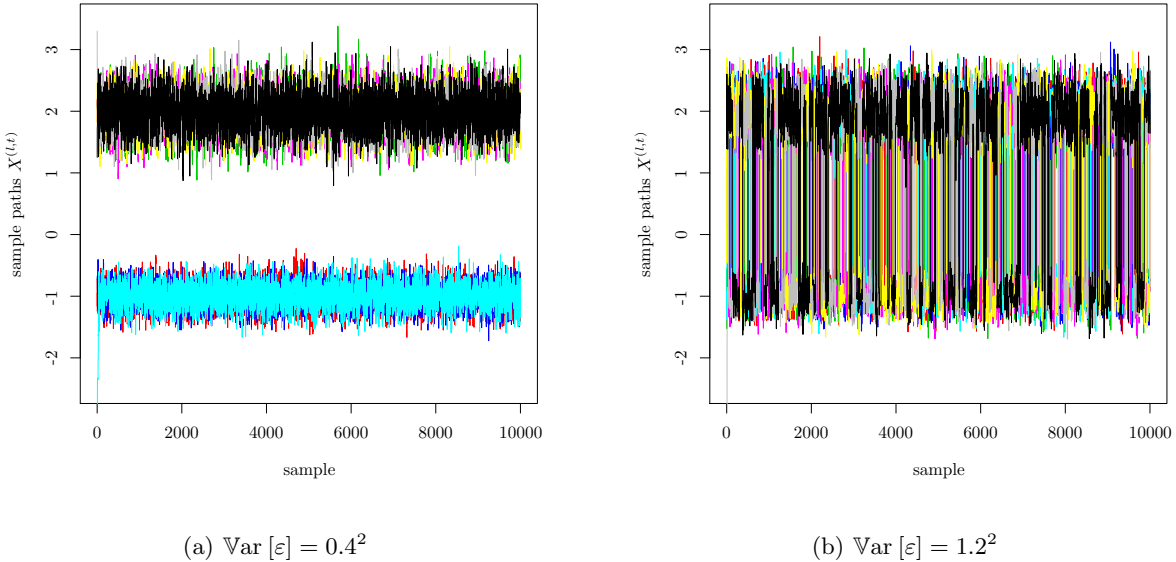 3
2
1
0
-1
-2
sample paths X^(l,t)
0 2000 4000 6000 8000 10000
sample
(a) 𝕍ar [ε] = 0.4²
3
2
1
0
-1
-2
sample paths X^(l,t)
0 2000 4000 6000 8000 10000
sample
(b) 𝕍ar [ε] = 1.2²